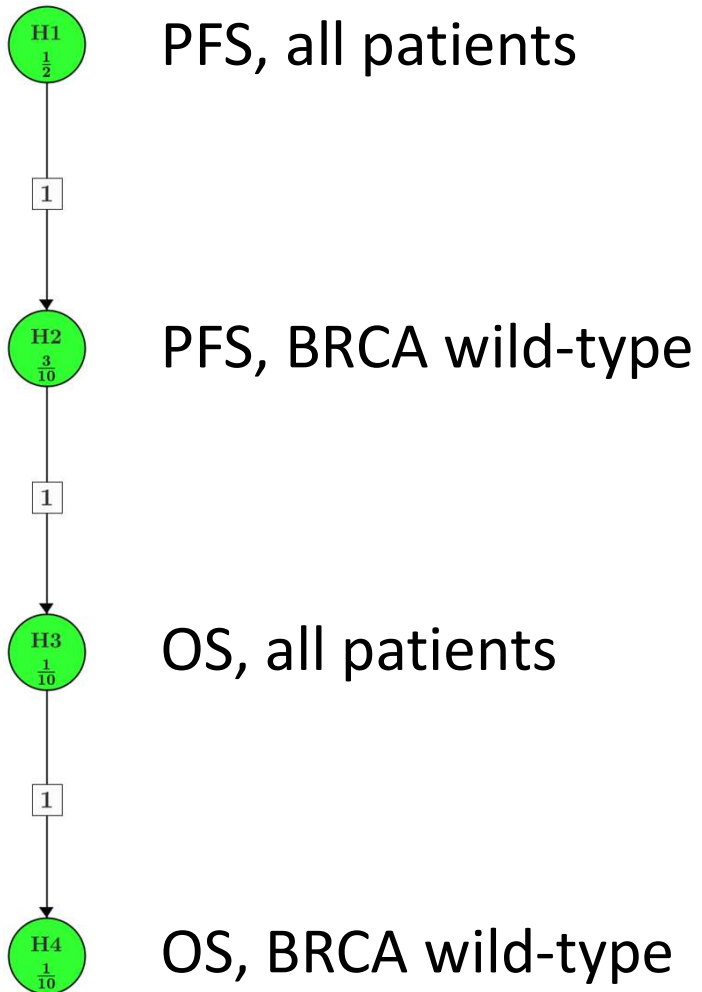 H1
1/2
PFS, all patients
1
H2
3/10
PFS, BRCA wild-type
1
H3
1/10
OS, all patients
1
H4
1/10
OS, BRCA wild-type